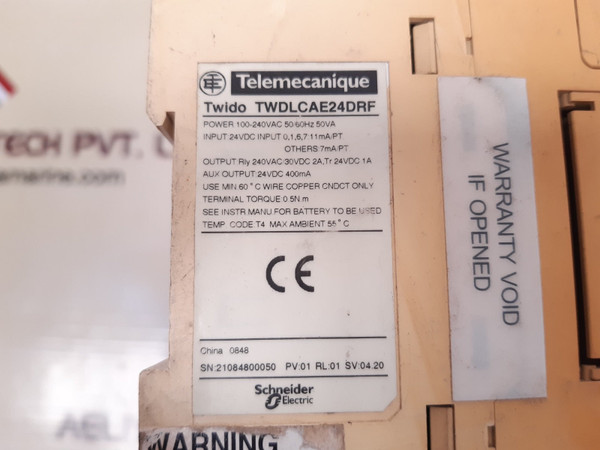 Telemecanique
Twido TWDLCAE24DRF
POWER 100-240VAC 50/60Hz 50VA
INPUT:24VDC INPUT 0,1,6,7:11mA/PT
OTHERS:7mA/PT
OUTPUT Rly 240VAC/30VDC 2A,Tr 24VDC 1A
AUX OUTPUT:24VDC 400mA
USE MIN.60°C WIRE COPPER CNDCT ONLY
TERMINAL TORQUE 0.5N.m
SEE INSTR.MANU.FOR BATTERY TO BE USED
TEMP. CODE T4 MAX AMBIENT 55°C
CE
China 0848
SN:21084800050 PV:01 RL:01 SV:04.20
Schneider
Electric
WARNING
WARRANTY VOID
IF OPENED
TECH PVT. L
amarine.com